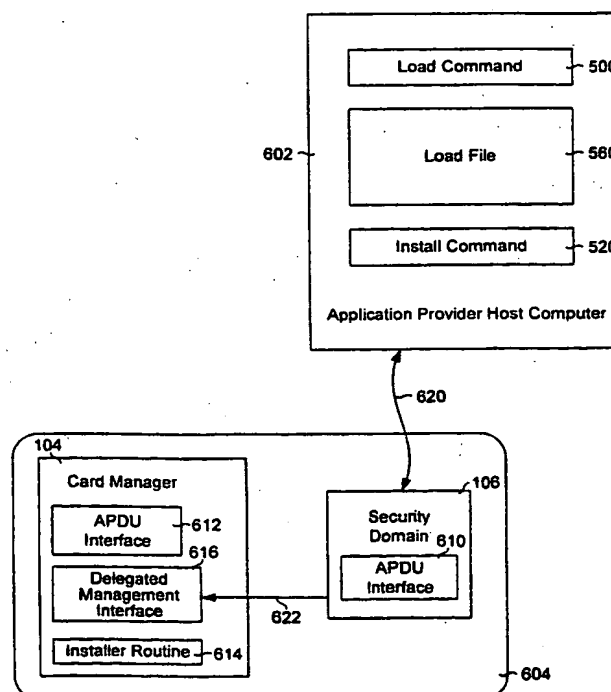 Load Command
500
602
Load File
560
Install Command
520
Application Provider Host Computer
620
104
Card Manager
106
APDU
Interface
612
Security
Domain
610
616
APDU
Interface
Delegated
Management
Interface
622
Installer Routine
614
604